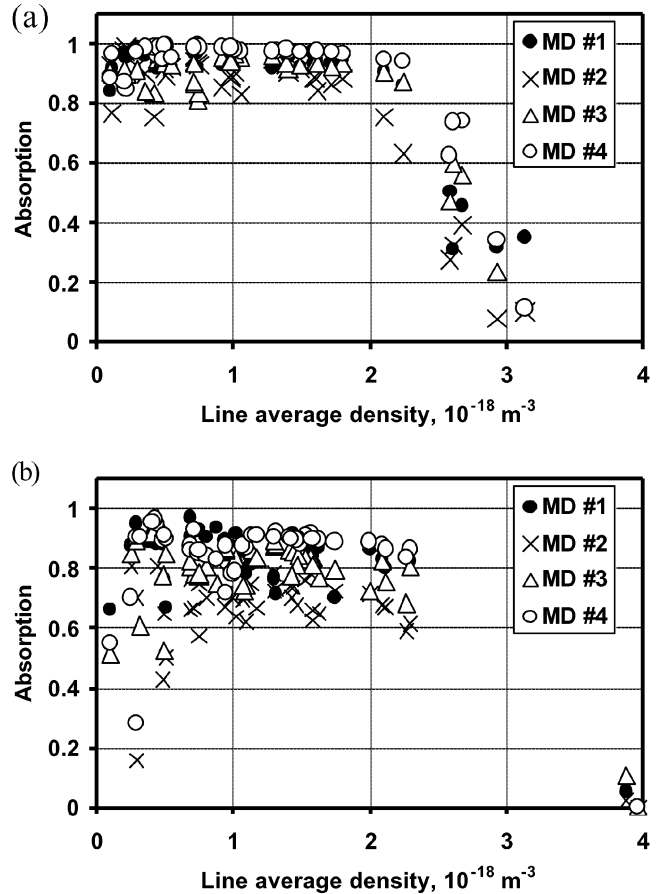 (a)
1
0.8
0.6
0.4
0.2
0
Absorption
MD #1
MD #2
MD #3
MD #4
0 1 2 3 4
Line average density, 10⁻¹⁸ m⁻³
(b)
1
0.8
0.6
0.4
0.2
0
Absorption
MD #1
MD #2
MD #3
MD #4
0 1 2 3 4
Line average density, 10⁻¹⁸ m⁻³